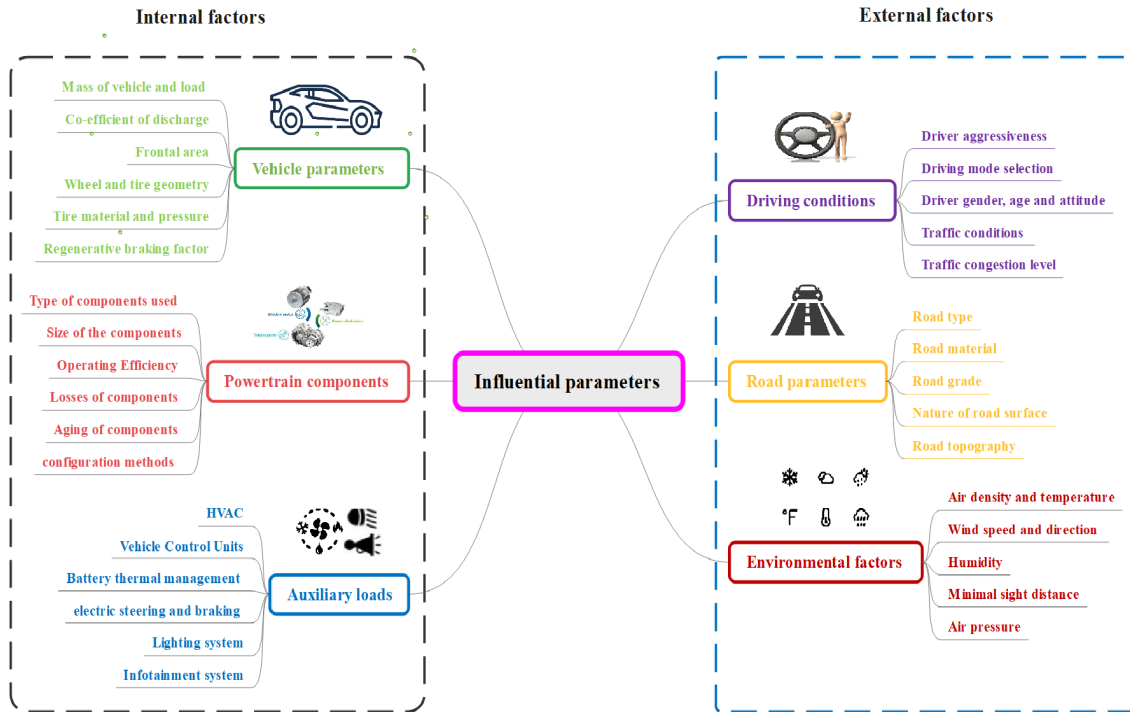 Internal factors
External factors
Mass of vehicle and load
Co-efficient of discharge
Frontal area
Wheel and tire geometry
Tire material and pressure
Regenerative braking factor
Vehicle parameters
Type of components used
Size of the components
Operating Efficiency
Losses of components
Aging of components
configuration methods
Powertrain components
HVAC
Vehicle Control Units
Battery thermal management
electric steering and braking
Lighting system
Infotainment system
Auxiliary loads
Influential parameters
Driving conditions
Driver aggressiveness
Driving mode selection
Driver gender, age and attitude
Traffic conditions
Traffic congestion level
Road parameters
Road type
Road material
Road grade
Nature of road surface
Road topography
°F
Environmental factors
Air density and temperature
Wind speed and direction
Humidity
Minimal sight distance
Air pressure